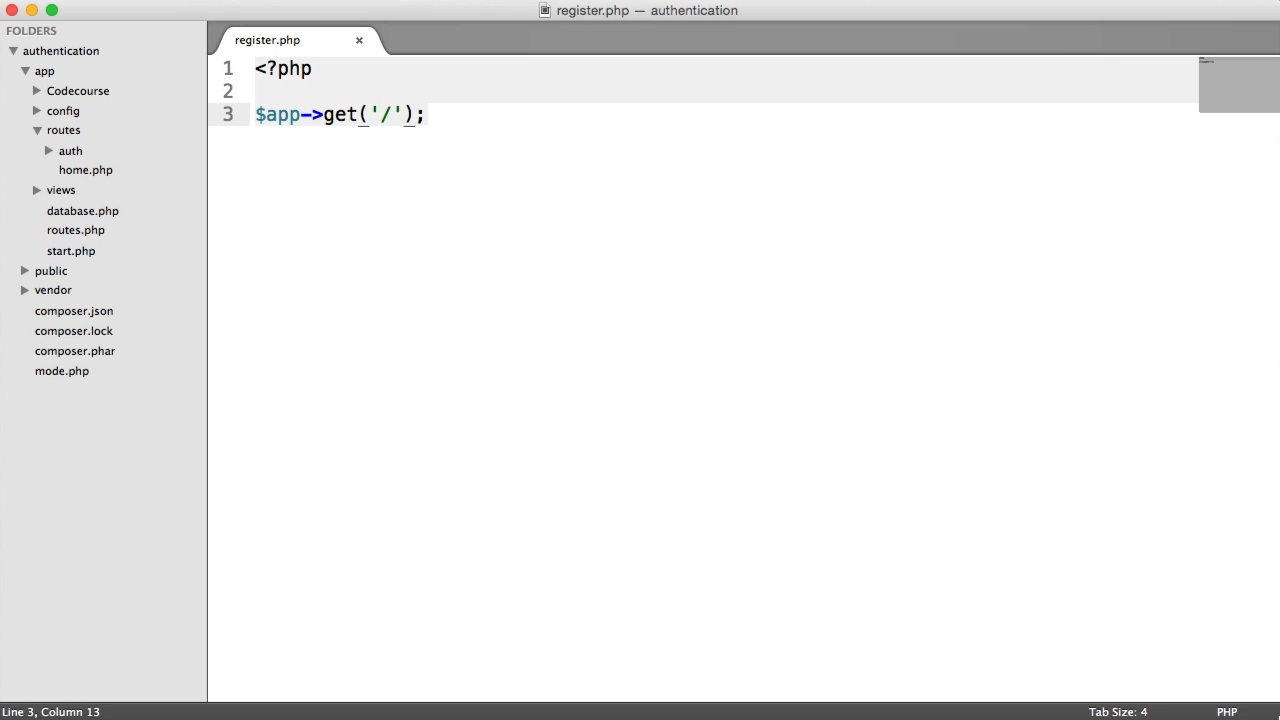 register.php — authentication
FOLDERS
authentication
app
Codecourse
config
routes
auth
home.php
views
database.php
routes.php
start.php
public
vendor
composer.json
composer.lock
composer.phar
mode.php
register.php ×
1 <?php
2
3 $app->get('/');
Line 3, Column 13
Tab Size: 4
PHP